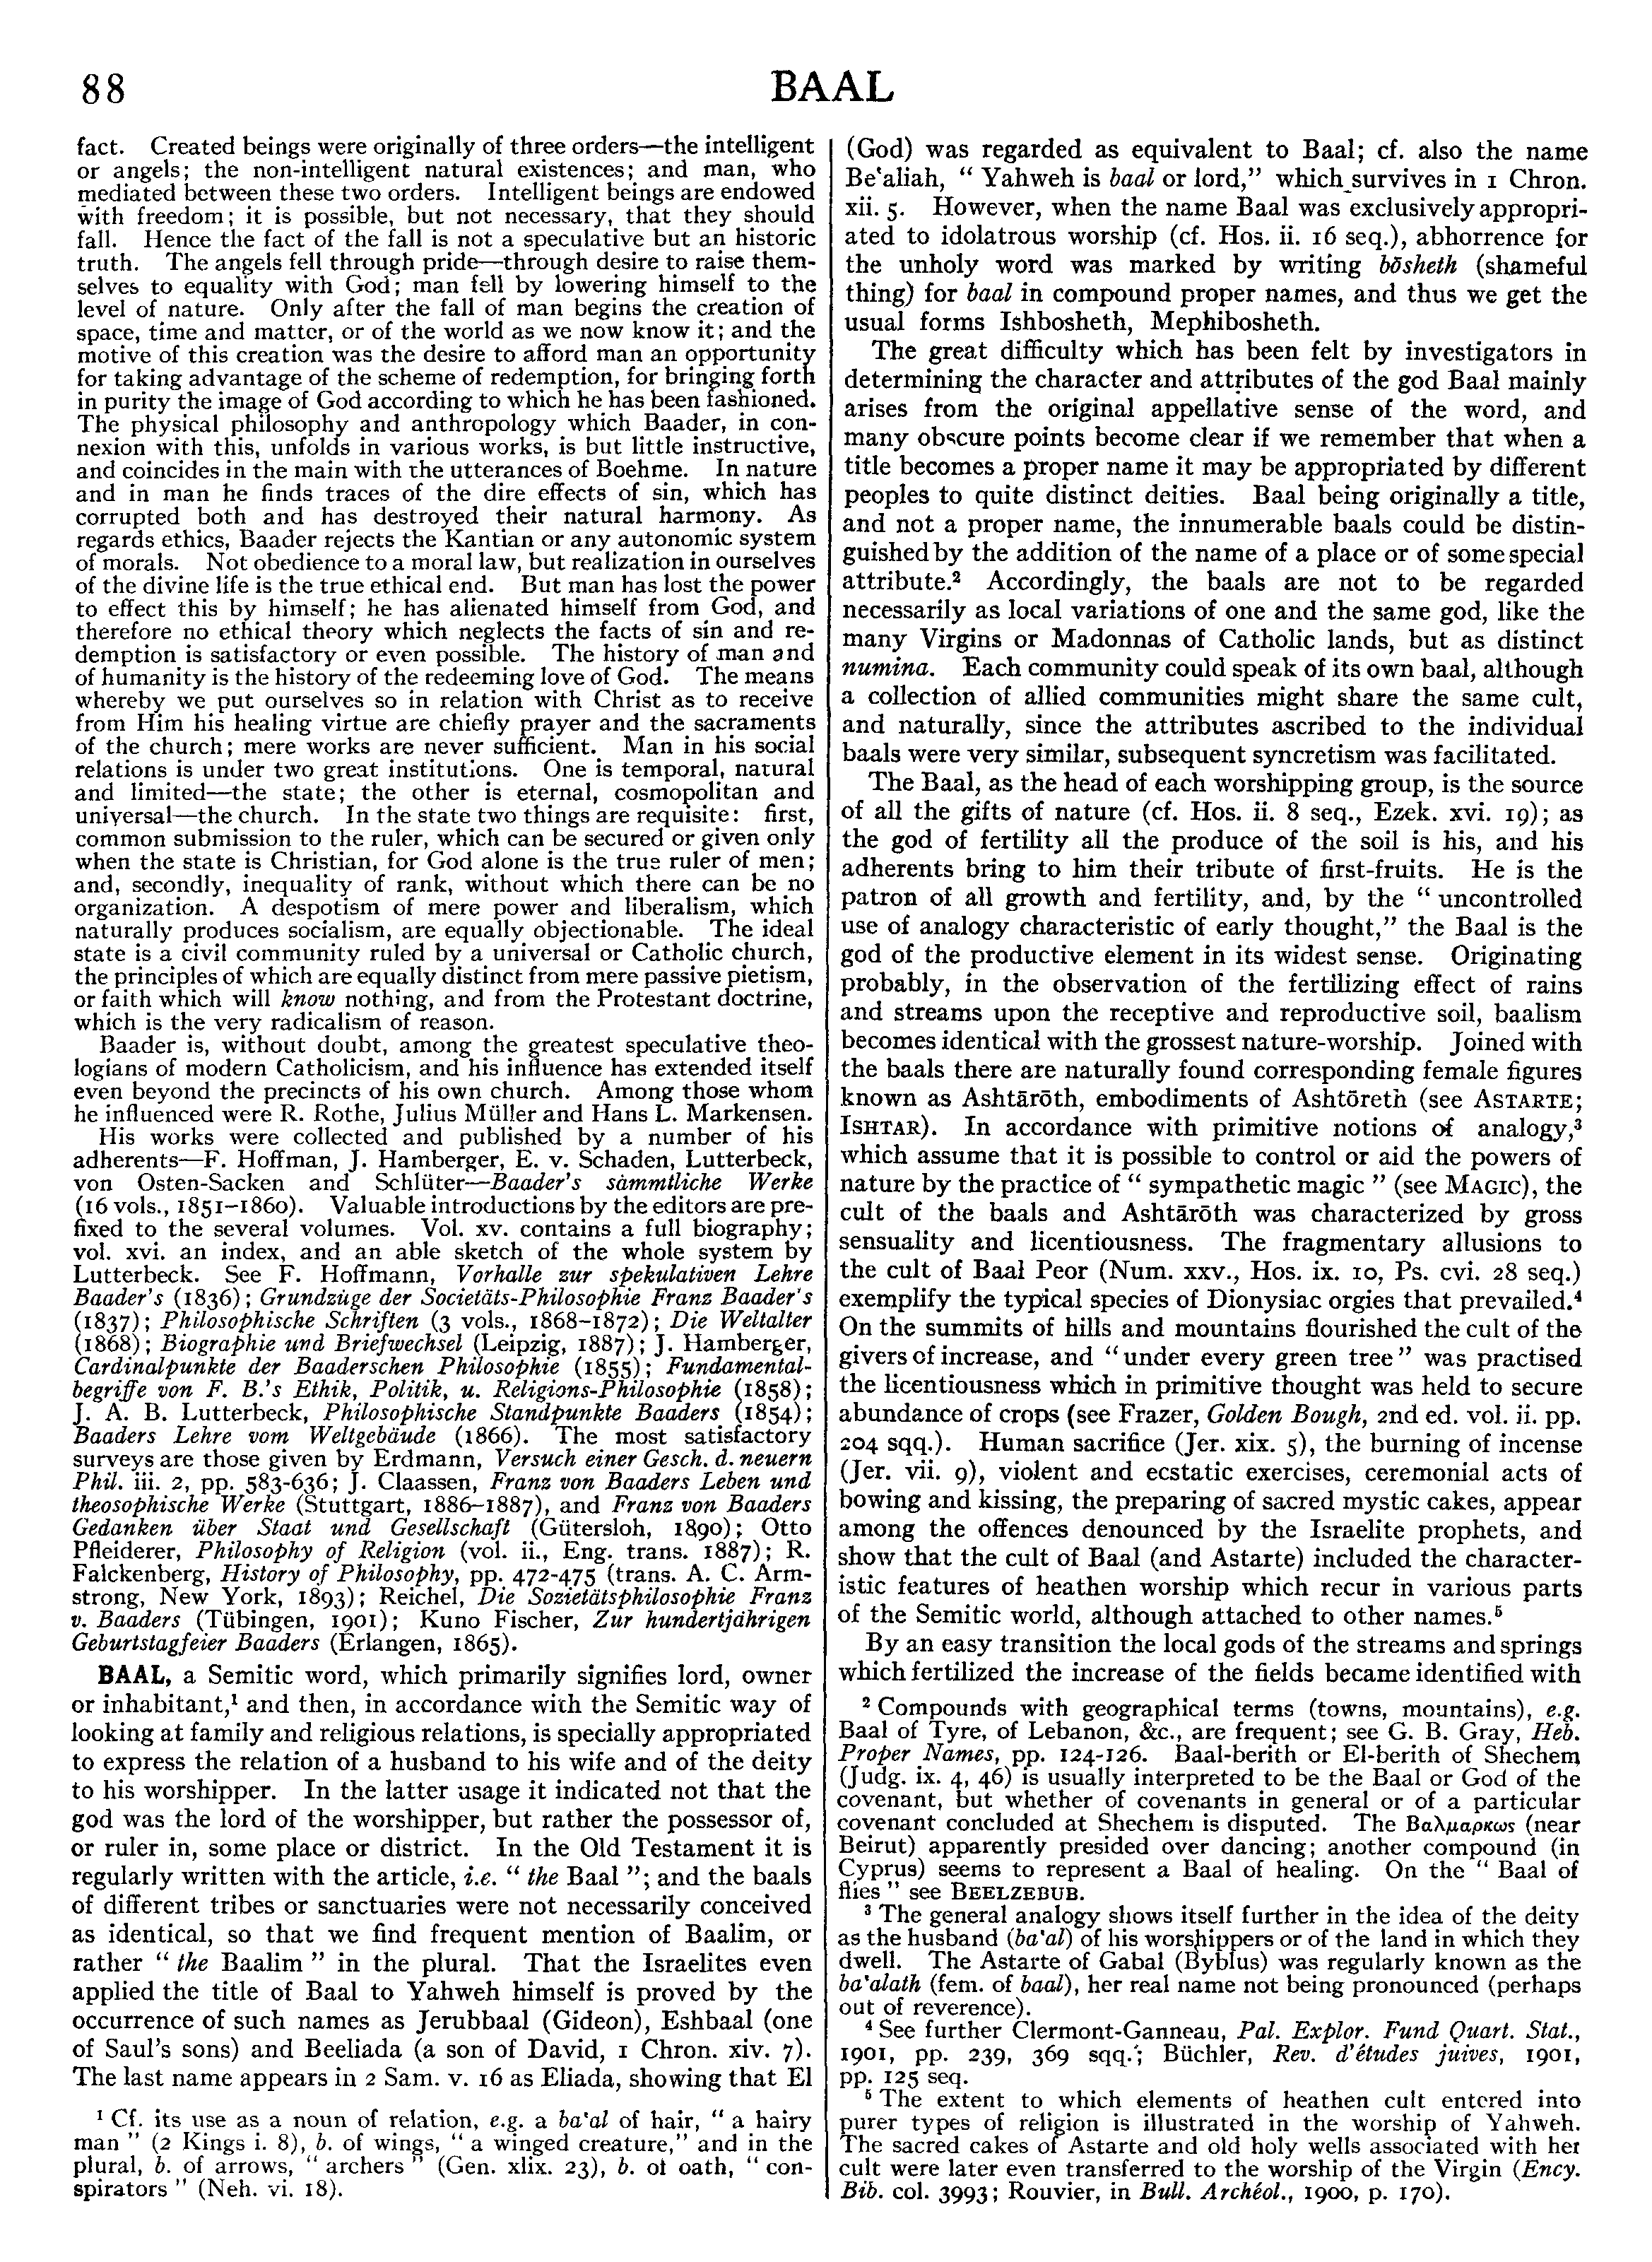 88
BAAL
fact. Created beings were originally of three orders—the intelligent
or angels; the non-intelligent natural existences; and man, who
mediated between these two orders. Intelligent beings are endowed
with freedom; it is possible, but not necessary, that they should
fall. Hence the fact of the fall is not a speculative but an historic
truth. The angels fell through pride—through desire to raise them-
selves to equality with God; man fell by lowering himself to the
level of nature. Only after the fall of man begins the creation of
space, time and matter, or of the world as we now know it; and the
motive of this creation was the desire to afford man an opportunity
for taking advantage of the scheme of redemption, for bringing forth
in purity the image of God according to which he has been fashioned.
The physical philosophy and anthropology which Baader, in con-
nexion with this, unfolds in various works, is but little instructive,
and coincides in the main with the utterances of Boehme. In nature
and in man he finds traces of the dire effects of sin, which has
corrupted both and has destroyed their natural harmony. As
regards ethics, Baader rejects the Kantian or any autonomic system
of morals. Not obedience to a moral law, but realization in ourselves
of the divine life is the true ethical end. But man has lost the power
to effect this by himself; he has alienated himself from God, and
therefore no ethical theory which neglects the facts of sin and re-
demption is satisfactory or even possible. The history of man and
of humanity is the history of the redeeming love of God. The means
whereby we put ourselves so in relation with Christ as to receive
from Him his healing virtue are chiefly prayer and the sacraments
of the church; mere works are never sufficient. Man in his social
relations is under two great institutions. One is temporal, natural
and limited—the state; the other is eternal, cosmopolitan and
universal—the church. In the state two things are requisite: first,
common submission to the ruler, which can be secured or given only
when the state is Christian, for God alone is the true ruler of men;
and, secondly, inequality of rank, without which there can be no
organization. A despotism of mere power and liberalism, which
naturally produces socialism, are equally objectionable. The ideal
state is a civil community ruled by a universal or Catholic church,
the principles of which are equally distinct from mere passive pietism,
or faith which will know nothing, and from the Protestant doctrine,
which is the very radicalism of reason.
Baader is, without doubt, among the greatest speculative theo-
logians of modern Catholicism, and his influence has extended itself
even beyond the precincts of his own church. Among those whom
he influenced were R. Rothe, Julius Müller and Hans L. Markensen.
His works were collected and published by a number of his
adherents—F. Hoffman, J. Hamberger, E. v. Schaden, Lutterbeck,
von Osten-Sacken and Schlüter—Baader's sämmtliche Werke
(16 vols., 1851–1860). Valuable introductions by the editors are pre-
fixed to the several volumes. Vol. xv. contains a full biography;
vol. xvi. an index, and an able sketch of the whole system by
Lutterbeck. See F. Hoffmann, Vorhalle zur spekulativen Lehre
Baader's (1836); Grundzüge der Societäts-Philosophie Franz Baader's
(1837); Philosophische Schriften (3 vols., 1868–1872); Die Weltalter
(1868); Biographie und Briefwechsel (Leipzig, 1887); J. Hamberger,
Cardinalpunkte der Baaderschen Philosophie (1855); Fundamental-
begriffe von F. B.'s Ethik, Politik, u. Religions-Philosophie (1858);
J. A. B. Lutterbeck, Philosophische Standpunkte Baaders (1854);
Baaders Lehre vom Weltgebäude (1866). The most satisfactory
surveys are those given by Erdmann, Versuch einer Gesch. d. neuern
Phil. iii. 2, pp. 583-636; J. Claassen, Franz von Baaders Leben und
theosophische Werke (Stuttgart, 1886–1887), and Franz von Baaders
Gedanken über Staat und Gesellschaft (Gütersloh, 1890); Otto
Pfleiderer, Philosophy of Religion (vol. ii., Eng. trans. 1887); R.
Falckenberg, History of Philosophy, pp. 472-475 (trans. A. C. Arm-
strong, New York, 1893); Reichel, Die Sozietätsphilosophie Franz
v. Baaders (Tübingen, 1901); Kuno Fischer, Zur hundertjährigen
Geburtstagfeier Baaders (Erlangen, 1865).
BAAL, a Semitic word, which primarily signifies lord, owner
or inhabitant,¹ and then, in accordance with the Semitic way of
looking at family and religious relations, is specially appropriated
to express the relation of a husband to his wife and of the deity
to his worshipper. In the latter usage it indicated not that the
god was the lord of the worshipper, but rather the possessor of,
or ruler in, some place or district. In the Old Testament it is
regularly written with the article, i.e. " the Baal "; and the baals
of different tribes or sanctuaries were not necessarily conceived
as identical, so that we find frequent mention of Baalim, or
rather " the Baalim " in the plural. That the Israelites even
applied the title of Baal to Yahweh himself is proved by the
occurrence of such names as Jerubbaal (Gideon), Eshbaal (one
of Saul's sons) and Beeliada (a son of David, 1 Chron. xiv. 7).
The last name appears in 2 Sam. v. 16 as Eliada, showing that El
¹ Cf. its use as a noun of relation, e.g. a ba'al of hair, " a hairy
man " (2 Kings i. 8), b. of wings, " a winged creature," and in the
plural, b. of arrows, " archers " (Gen. xlix. 23), b. of oath, " con-
spirators " (Neh. vi. 18).
(God) was regarded as equivalent to Baal; cf. also the name
Be'aliah, " Yahweh is baal or lord," which survives in 1 Chron.
xii. 5. However, when the name Baal was exclusively appropri-
ated to idolatrous worship (cf. Hos. ii. 16 seq.), abhorrence for
the unholy word was marked by writing bōsheth (shameful
thing) for baal in compound proper names, and thus we get the
usual forms Ishbosheth, Mephibosheth.
The great difficulty which has been felt by investigators in
determining the character and attributes of the god Baal mainly
arises from the original appellative sense of the word, and
many obscure points become clear if we remember that when a
title becomes a proper name it may be appropriated by different
peoples to quite distinct deities. Baal being originally a title,
and not a proper name, the innumerable baals could be distin-
guished by the addition of the name of a place or of some special
attribute.² Accordingly, the baals are not to be regarded
necessarily as local variations of one and the same god, like the
many Virgins or Madonnas of Catholic lands, but as distinct
numina. Each community could speak of its own baal, although
a collection of allied communities might share the same cult,
and naturally, since the attributes ascribed to the individual
baals were very similar, subsequent syncretism was facilitated.
The Baal, as the head of each worshipping group, is the source
of all the gifts of nature (cf. Hos. ii. 8 seq., Ezek. xvi. 19); as
the god of fertility all the produce of the soil is his, and his
adherents bring to him their tribute of first-fruits. He is the
patron of all growth and fertility, and, by the " uncontrolled
use of analogy characteristic of early thought," the Baal is the
god of the productive element in its widest sense. Originating
probably, in the observation of the fertilizing effect of rains
and streams upon the receptive and reproductive soil, baalism
becomes identical with the grossest nature-worship. Joined with
the baals there are naturally found corresponding female figures
known as Ashtārōth, embodiments of Ashtōreth (see ASTARTE;
ISHTAR). In accordance with primitive notions of analogy,³
which assume that it is possible to control or aid the powers of
nature by the practice of " sympathetic magic " (see MAGIC), the
cult of the baals and Ashtārōth was characterized by gross
sensuality and licentiousness. The fragmentary allusions to
the cult of Baal Peor (Num. xxv., Hos. ix. 10, Ps. cvi. 28 seq.)
exemplify the typical species of Dionysiac orgies that prevailed.⁴
On the summits of hills and mountains flourished the cult of the
givers of increase, and " under every green tree " was practised
the licentiousness which in primitive thought was held to secure
abundance of crops (see Frazer, Golden Bough, 2nd ed. vol. ii. pp.
204 sqq.). Human sacrifice (Jer. xix. 5), the burning of incense
(Jer. vii. 9), violent and ecstatic exercises, ceremonial acts of
bowing and kissing, the preparing of sacred mystic cakes, appear
among the offences denounced by the Israelite prophets, and
show that the cult of Baal (and Astarte) included the character-
istic features of heathen worship which recur in various parts
of the Semitic world, although attached to other names.⁵
By an easy transition the local gods of the streams and springs
which fertilized the increase of the fields became identified with
² Compounds with geographical terms (towns, mountains), e.g.
Baal of Tyre, of Lebanon, &c., are frequent; see G. B. Gray, Heb.
Proper Names, pp. 124-126. Baal-berith or El-berith of Shechem
(Judg. ix. 4, 46) is usually interpreted to be the Baal or God of the
covenant, but whether of covenants in general or of a particular
covenant concluded at Shechem is disputed. The Βαλμαρκως (near
Beirut) apparently presided over dancing; another compound (in
Cyprus) seems to represent a Baal of healing. On the " Baal of
flies " see BEELZEBUB.
³ The general analogy shows itself further in the idea of the deity
as the husband (ba'al) of his worshippers or of the land in which they
dwell. The Astarte of Gabal (Byblus) was regularly known as the
ba'alath (fem. of baal), her real name not being pronounced (perhaps
out of reverence).
⁴ See further Clermont-Ganneau, Pal. Explor. Fund Quart. Stat.,
1901, pp. 239, 369 sqq.; Büchler, Rev. d'études juives, 1901,
pp. 125 seq.
⁵ The extent to which elements of heathen cult entered into
purer types of religion is illustrated in the worship of Yahweh.
The sacred cakes of Astarte and old holy wells associated with her
cult were later even transferred to the worship of the Virgin (Ency.
Bib. col. 3993; Rouvier, in Bull. Archéol., 1900, p. 170).